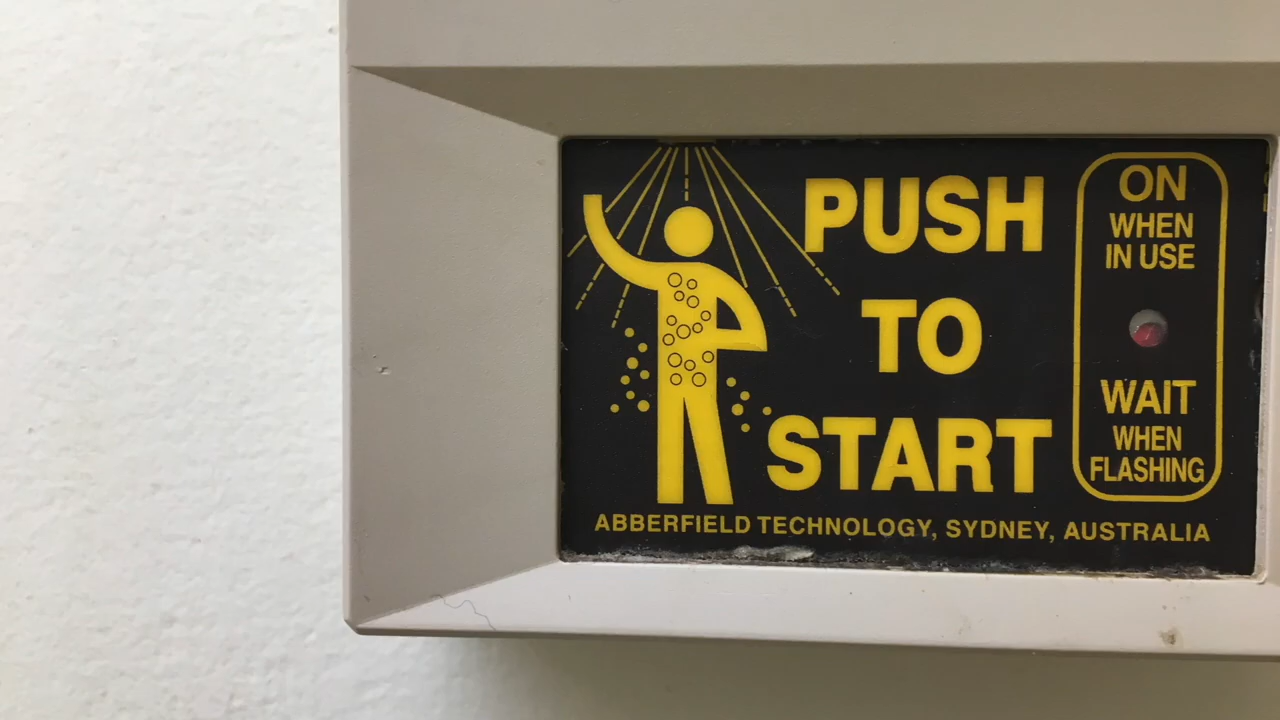 PUSH
TO
START
ON
WHEN
IN USE
WAIT
WHEN
FLASHING
ABBERFIELD TECHNOLOGY, SYDNEY, AUSTRALIA